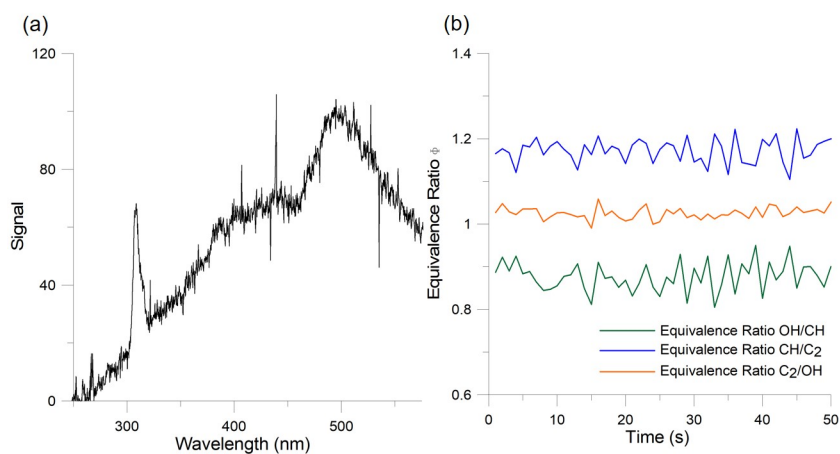 (a)
120
80
40
0
Signal
300
400
500
Wavelength (nm)
(b)
1.4
1.2
1
0.8
0.6
Equivalence Ratio ϕ
Equivalence Ratio OH/CH
Equivalence Ratio CH/C2
Equivalence Ratio C2/OH
0
10
20
30
40
50
Time (s)